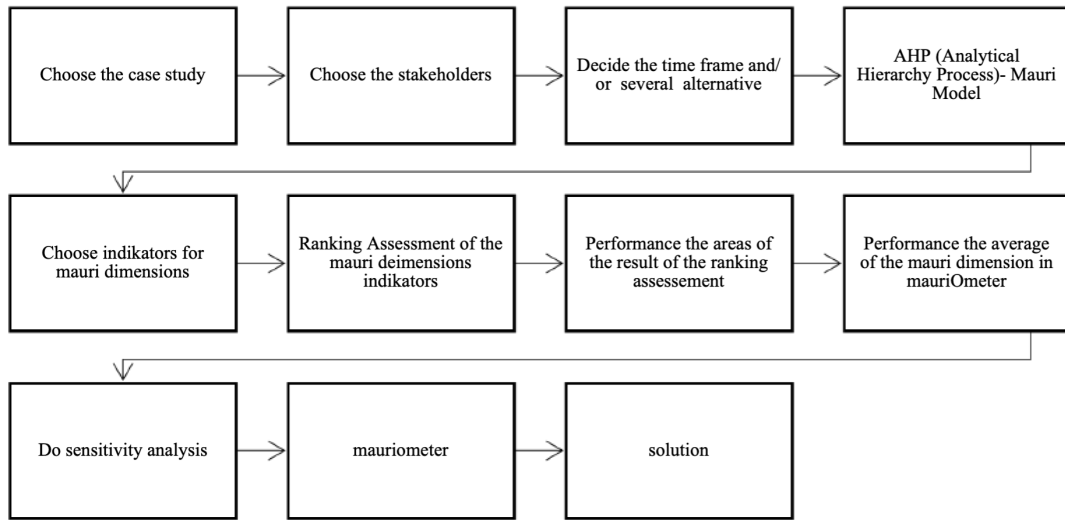 Choose the case study
Choose the stakeholders
Decide the time frame and/
or several alternative
AHP (Analytical
Hierarchy Process)- Mauri
Model
Choose indikators for
mauri dimensions
Ranking Assessment of the
mauri deimensions
indikators
Performance the areas of
the result of the ranking
assessement
Performance the average
of the mauri dimension in
mauriOmeter
Do sensitivity analysis
mauriometer
solution